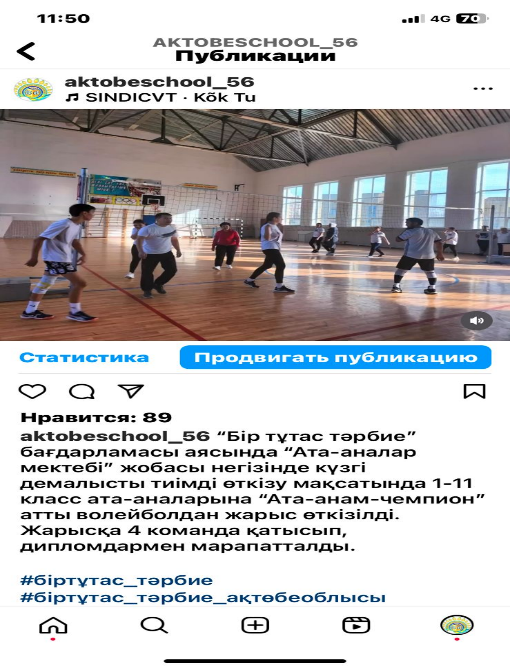 11:50
4G 70
AKTOBESCHOOL_56
Публикации
aktobeschool_56
SINDICVT · Kök Tu
Статистика
Продвигать публикацию
Нравится: 89
aktobeschool_56 “Бір тұтас тәрбие”
бағдарламасы аясында “Ата-аналар
мектебі” жобасы негізінде күзгі
демалысты тиімді өткізу мақсатында 1-11
класс ата-аналарына “Ата-анам-чемпион”
атты волейболдан жарыс өткізілді.
Жарысқа 4 команда қатысып,
дипломдармен марапатталды.
#біртұтас_тәрбие
#біртұтас_тәрбие_ақтөбеоблысы